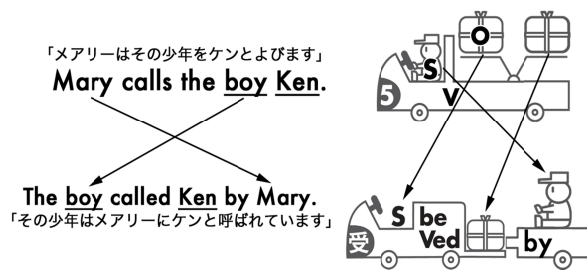 「メアリーはその少年をケンとよびます」
Mary calls the boy Ken.
The boy called Ken by Mary.
「その少年はメアリーにケンと呼ばれています」
O
S
5
V
S be
Ved
by
受